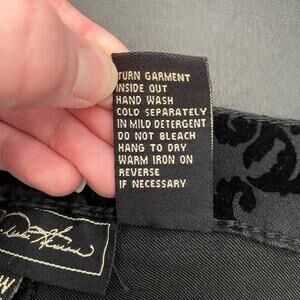 TURN GARMENT
INSIDE OUT
HAND WASH
COLD SEPARATELY
IN MILD DETERGENT
DO NOT BLEACH
HANG TO DRY
WARM IRON ON
REVERSE
IF NECESSARY